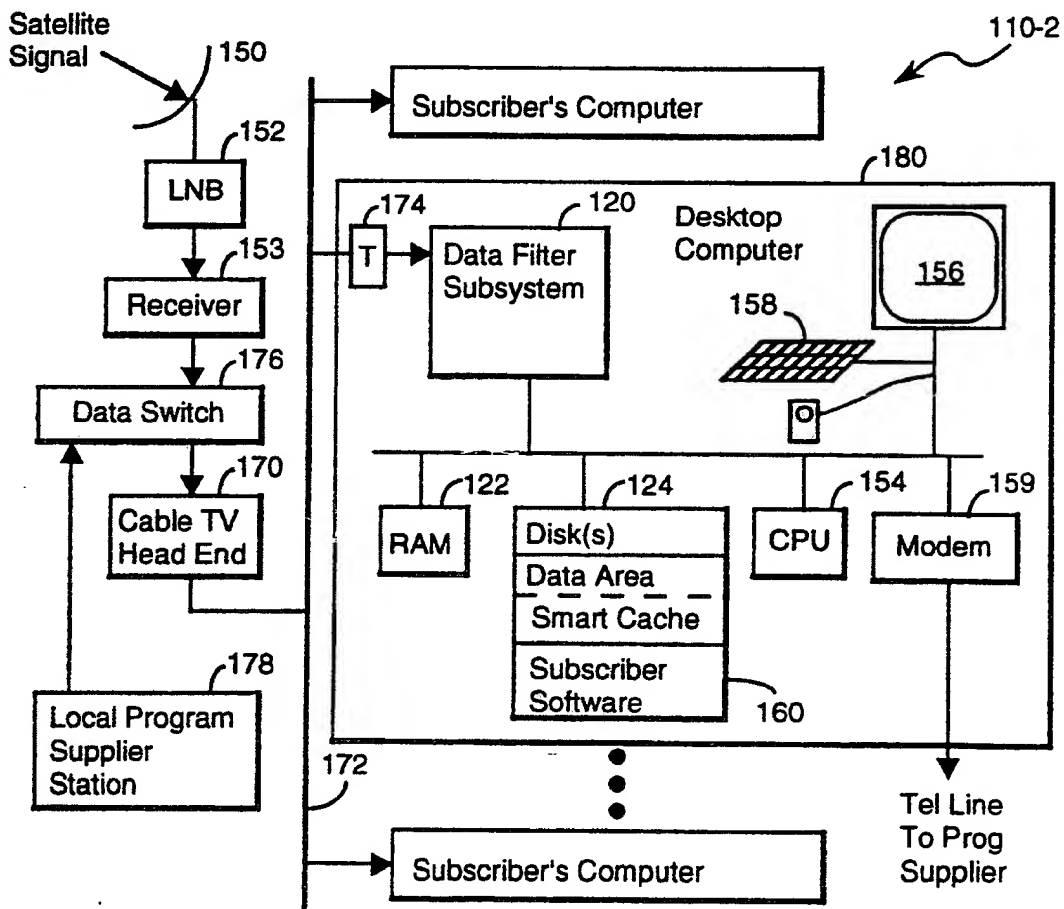 Satellite
Signal
150
110-2
152
LNB
153
Receiver
176
Data Switch
170
Cable TV
Head End
178
Local Program
Supplier
Station
172
Subscriber's Computer
180
174
T
120
Data Filter
Subsystem
Desktop
Computer
156
158
122
RAM
124
Disk(s)
Data Area
Smart Cache
Subscriber
Software
160
154
CPU
159
Modem
Subscriber's Computer
Tel Line
To Prog
Supplier